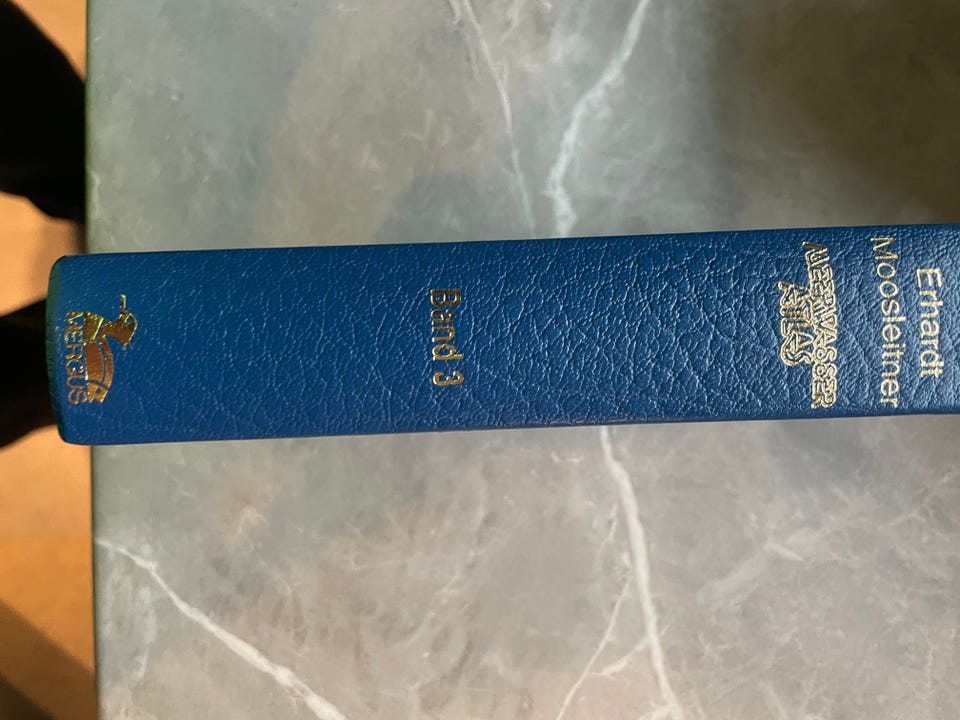 Erhardt
Moosleitner
MEERWASSER
ATLAS
Band 3
MERGUS